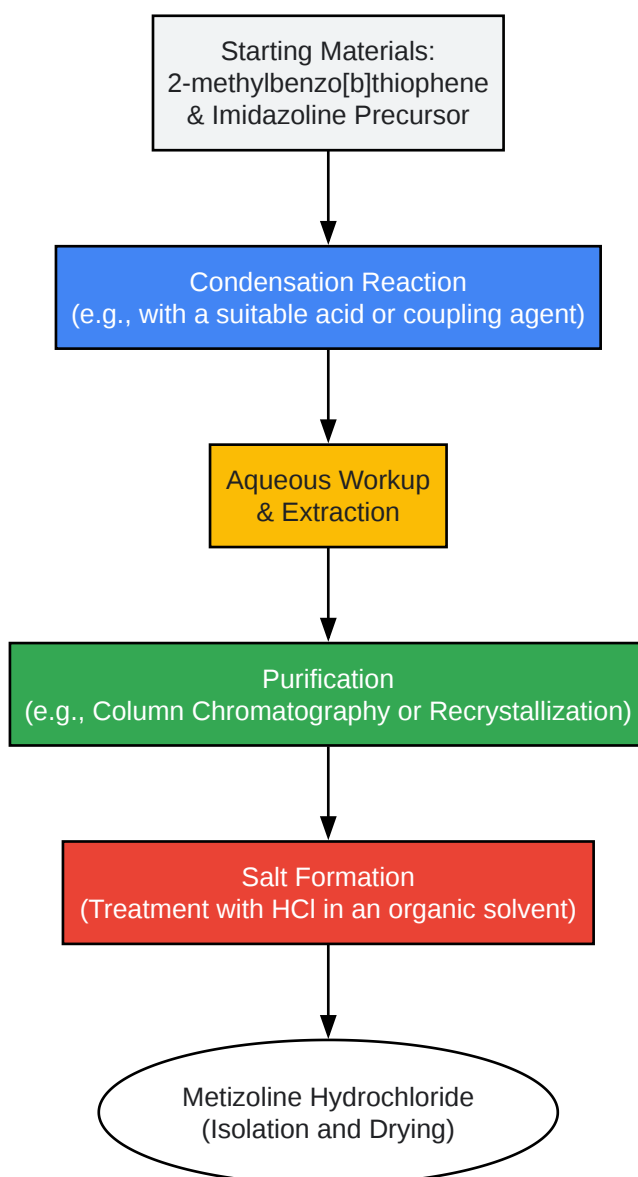 Starting Materials:
2-methylbenzo[b]thiophene
& Imidazoline Precursor
Condensation Reaction
(e.g., with a suitable acid or coupling agent)
Aqueous Workup
& Extraction
Purification
(e.g., Column Chromatography or Recrystallization)
Salt Formation
(Treatment with HCl in an organic solvent)
Metizoline Hydrochloride
(Isolation and Drying)